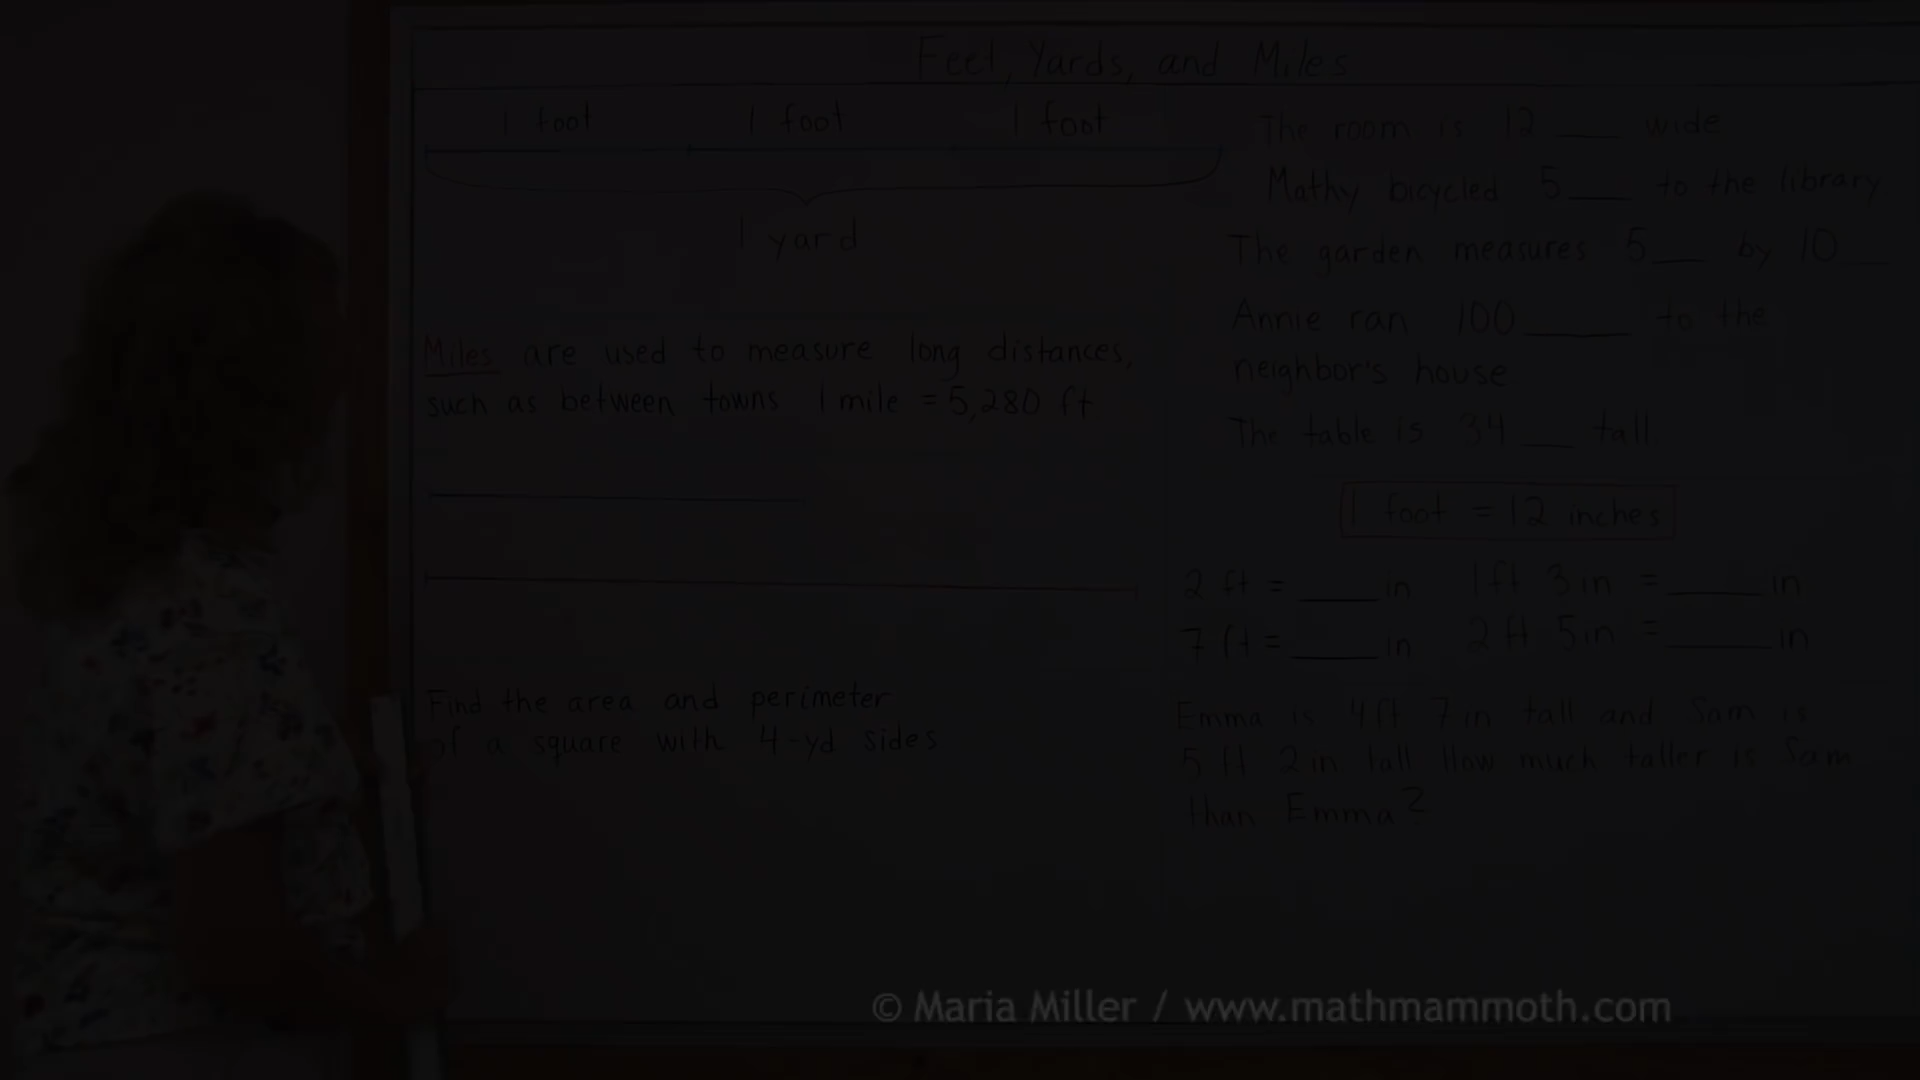 Feet, Yards, and Miles
1 foot 1 foot 1 foot
1 yard
Miles are used to measure long distances,
such as between towns 1 mile = 5,280 ft
Find the area and perimeter
of a square with 4-yd sides
The room is 12 ___ wide
Mathy bicycled 5 ___ to the library
The garden measures 5 ___ by 10 ___
Annie ran 100 ___ to the
neighbor's house
The table is 34 ___ tall
1 foot = 12 inches
2 ft = ___ in 1 ft 3 in = ___ in
7 ft = ___ in 2 ft 5 in = ___ in
Emma is 4 ft 7 in tall and Sam is
5 ft 2 in. tall How much taller is Sam
than Emma?
© Maria Miller / www.mathmammoth.com